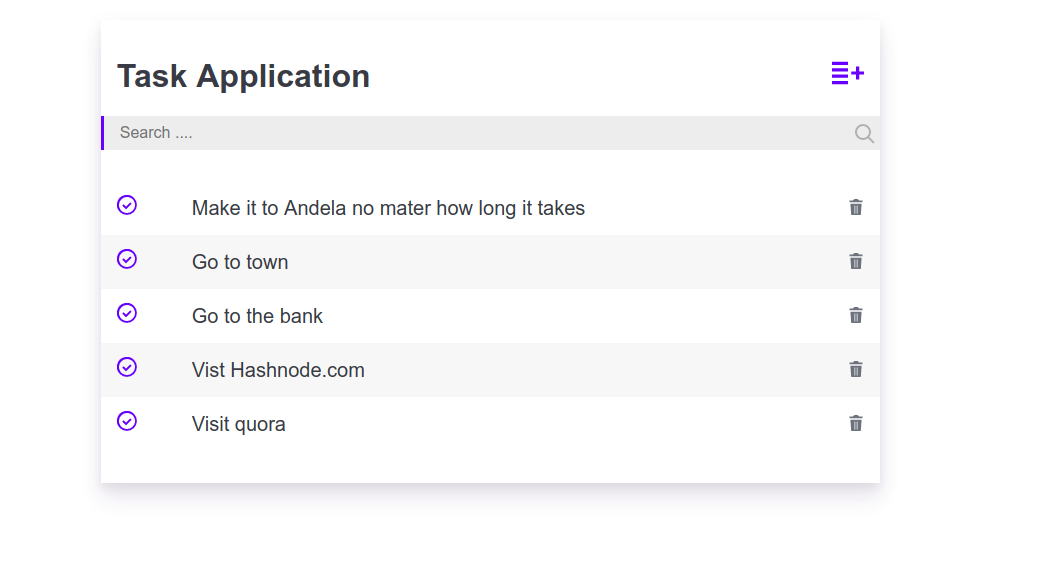 Task Application
Search ....
Make it to Andela no mater how long it takes
Go to town
Go to the bank
Vist Hashnode.com
Visit quora